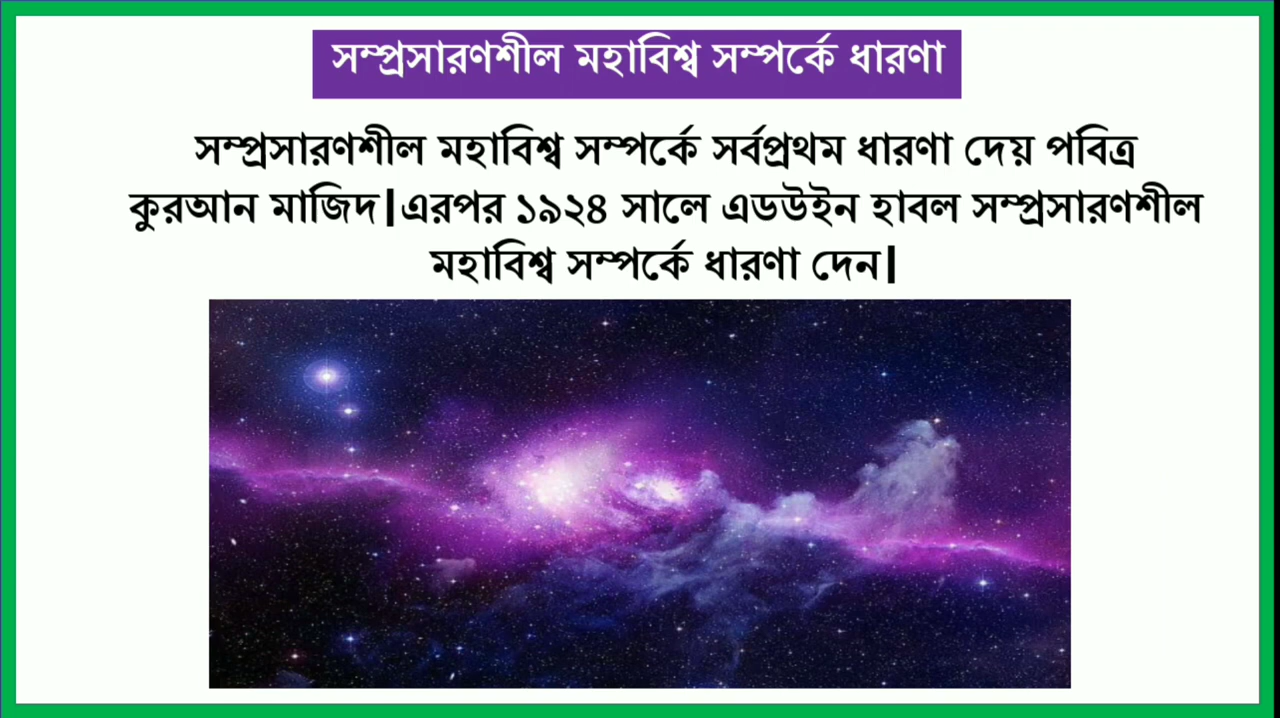 সম্প্রসারণশীল মহাবিশ্ব সম্পর্কে ধারণা
সম্প্রসারণশীল মহাবিশ্ব সম্পর্কে সর্বপ্রথম ধারণা দেয় পবিত্র
কুরআন মাজিদ|এরপর ১৯২৪ সালে এডউইন হাবল সম্প্রসারণশীল
মহাবিশ্ব সম্পর্কে ধারণা দেন|